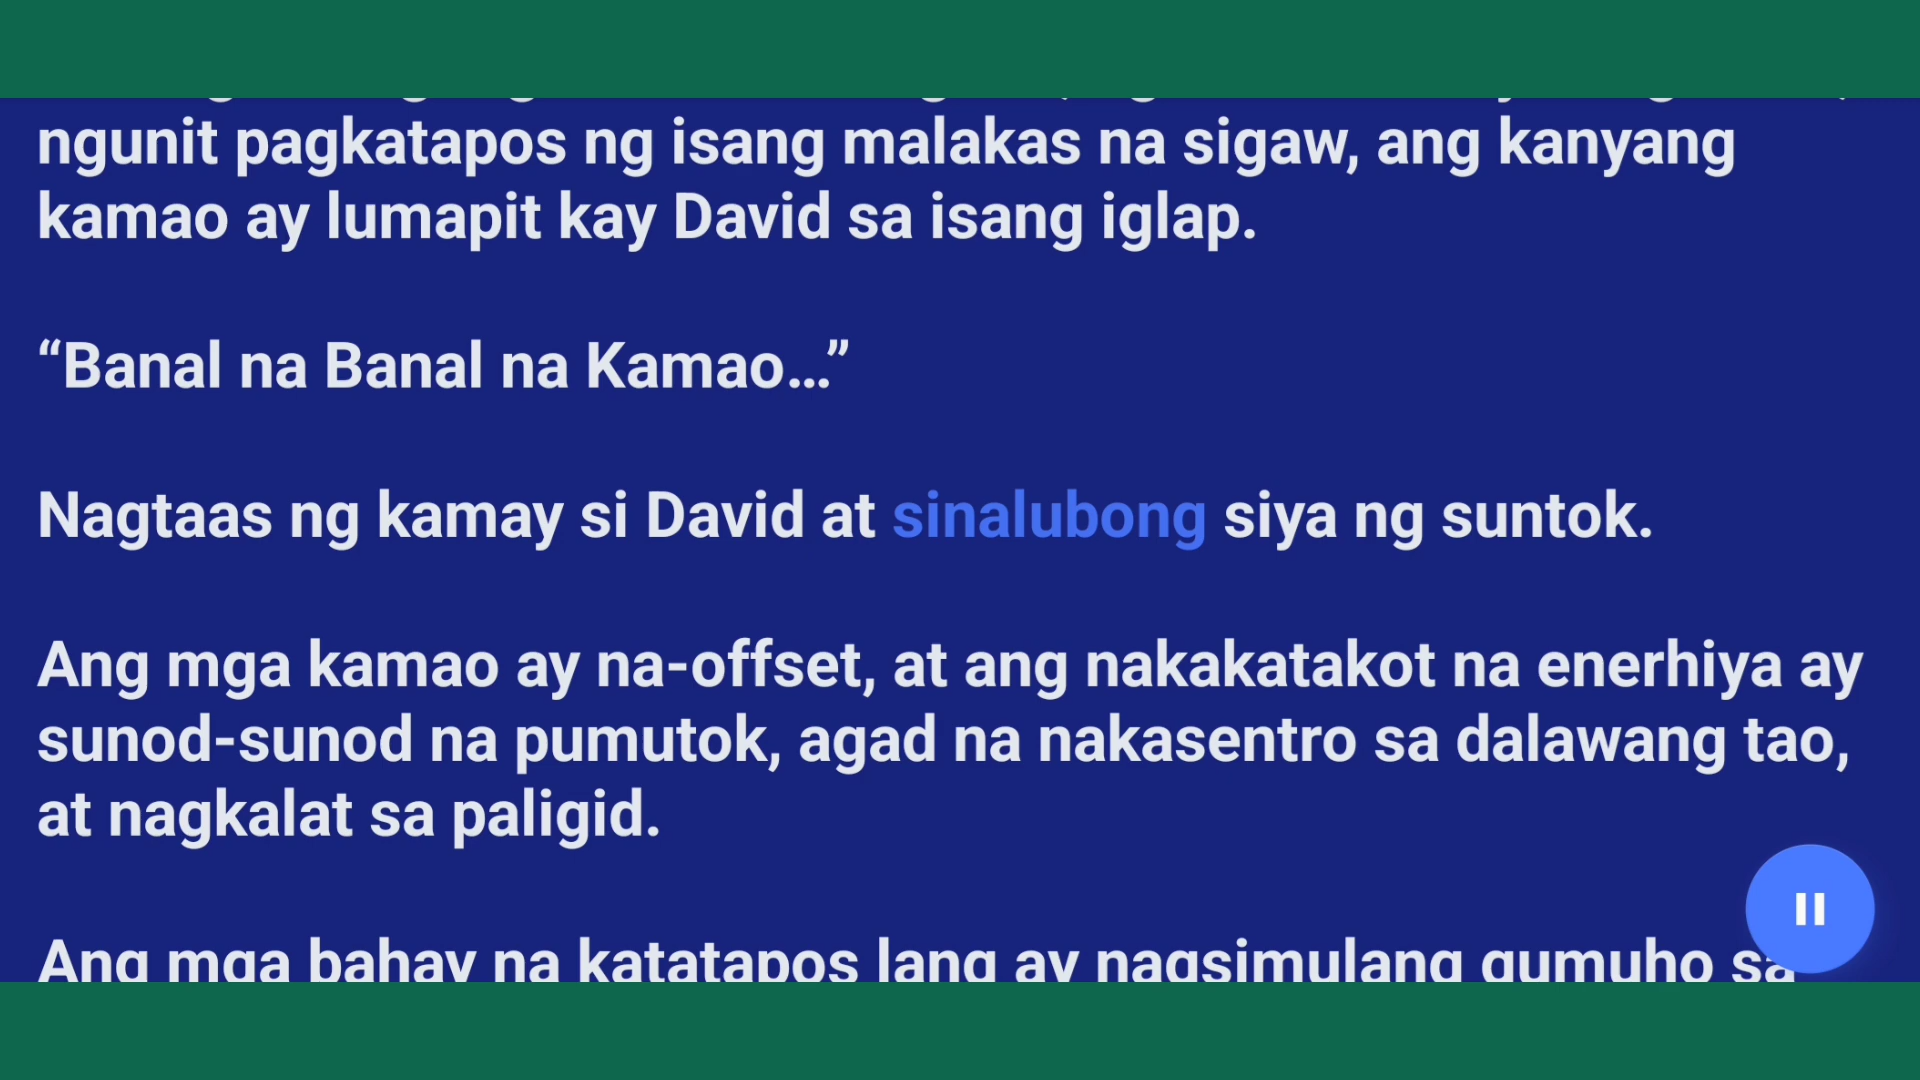 ngunit pagkatapos ng isang malakas na sigaw, ang kanyang
kamao ay lumapit kay David sa isang iglap.
“Banal na Banal na Kamao...”
Nagtaas ng kamay si David at sinalubong siya ng suntok.
Ang mga kamao ay na-offset, at ang nakakatakot na enerhiya ay
sunod-sunod na pumutok, agad na nakasentro sa dalawang tao,
at nagkalat sa paligid.
Ang mga bahay na katatapos lang ay nagsimulang gumuho sa